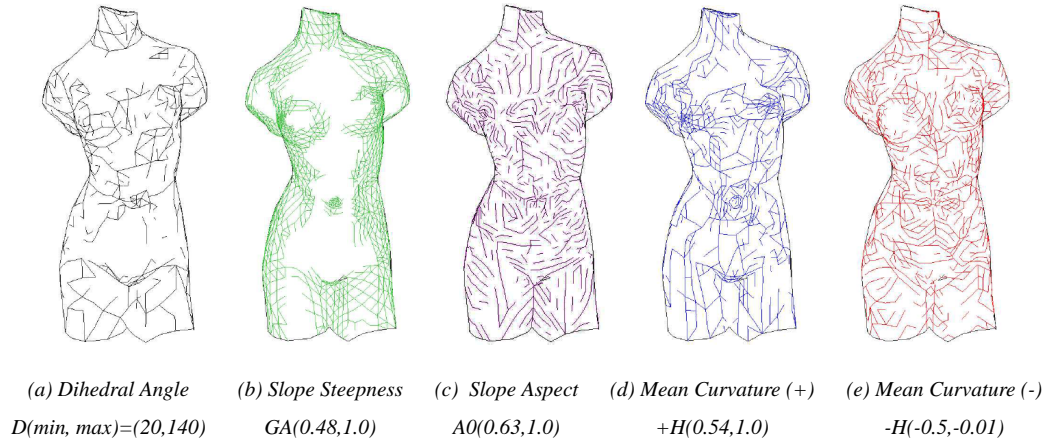 (a) Dihedral Angle (b) Slope Steepness (c) Slope Aspect (d) Mean Curvature (+) (e) Mean Curvature (-)
D(min, max)=(20,140) GA(0.48,1.0) A0(0.63,1.0) +H(0.54,1.0) -H(-0.5,-0.01)